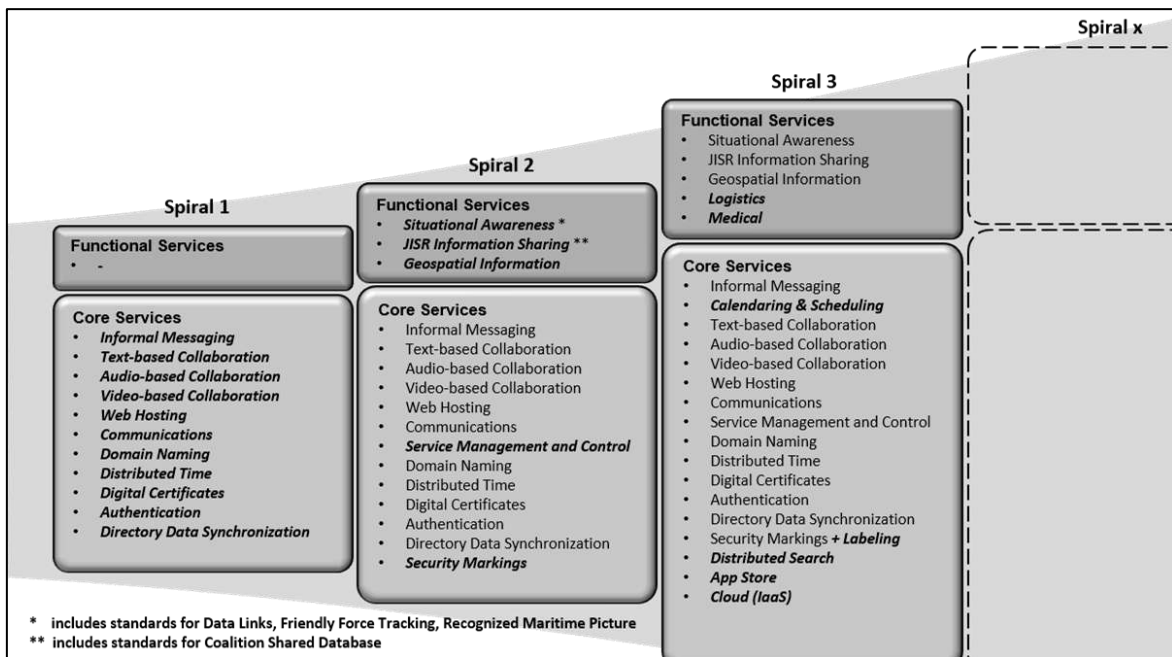 Spiral 1
Functional Services
• -
Core Services
• Informal Messaging
• Text-based Collaboration
• Audio-based Collaboration
• Video-based Collaboration
• Web Hosting
• Communications
• Domain Naming
• Distributed Time
• Digital Certificates
• Authentication
• Directory Data Synchronization
Spiral 2
Functional Services
• Situational Awareness *
• JISR Information Sharing **
• Geospatial Information
Core Services
• Informal Messaging
• Text-based Collaboration
• Audio-based Collaboration
• Video-based Collaboration
• Web Hosting
• Communications
• Service Management and Control
• Domain Naming
• Distributed Time
• Digital Certificates
• Authentication
• Directory Data Synchronization
• Security Markings
Spiral 3
Functional Services
• Situational Awareness
• JISR Information Sharing
• Geospatial Information
• Logistics
• Medical
Core Services
• Informal Messaging
• Calendaring & Scheduling
• Text-based Collaboration
• Audio-based Collaboration
• Video-based Collaboration
• Web Hosting
• Communications
• Service Management and Control
• Domain Naming
• Distributed Time
• Digital Certificates
• Authentication
• Directory Data Synchronization
• Security Markings + Labeling
• Distributed Search
• App Store
• Cloud (IaaS)
Spiral x
* includes standards for Data Links, Friendly Force Tracking, Recognized Maritime Picture
** includes standards for Coalition Shared Database